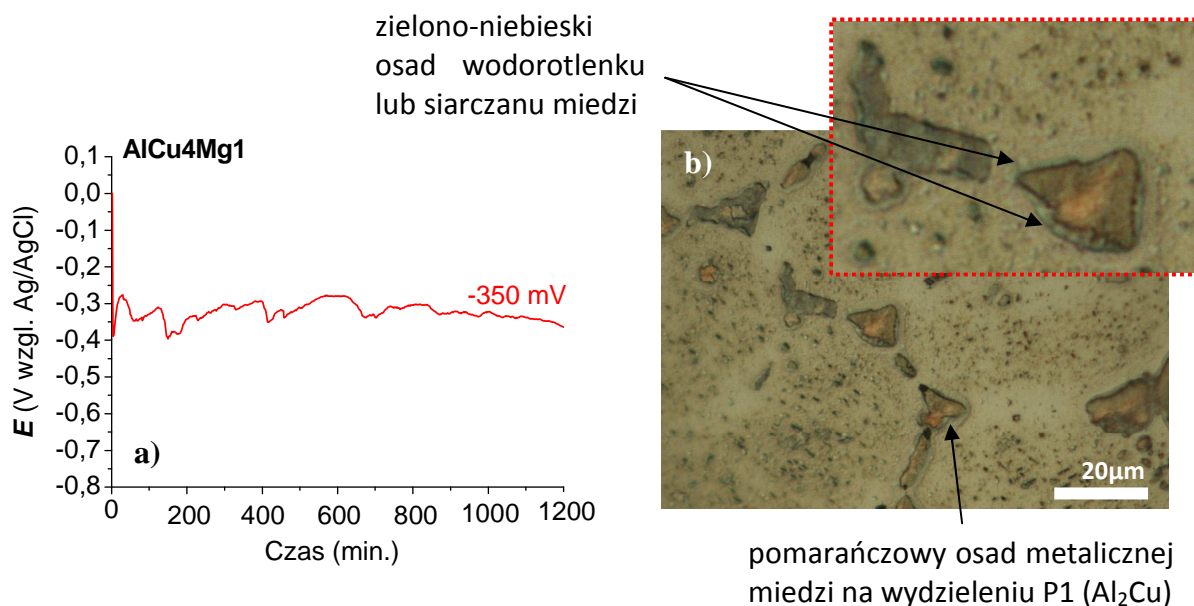 zielono-niebieski
osad wodorotlenku
lub siarczanu miedzi
AlCu4Mg1
0,1
0,0
-0,1
-0,2
-0,3
-0,4
-0,5
-0,6
-0,7
-0,8
E (V wzgl. Ag/AgCl)
-350 mV
a)
0 200 400 600 800 1000 1200
Czas (min.)
b)
20µm
pomarańczowy osad metalicznej
miedzi na wydzieleniu P1 (Al₂Cu)